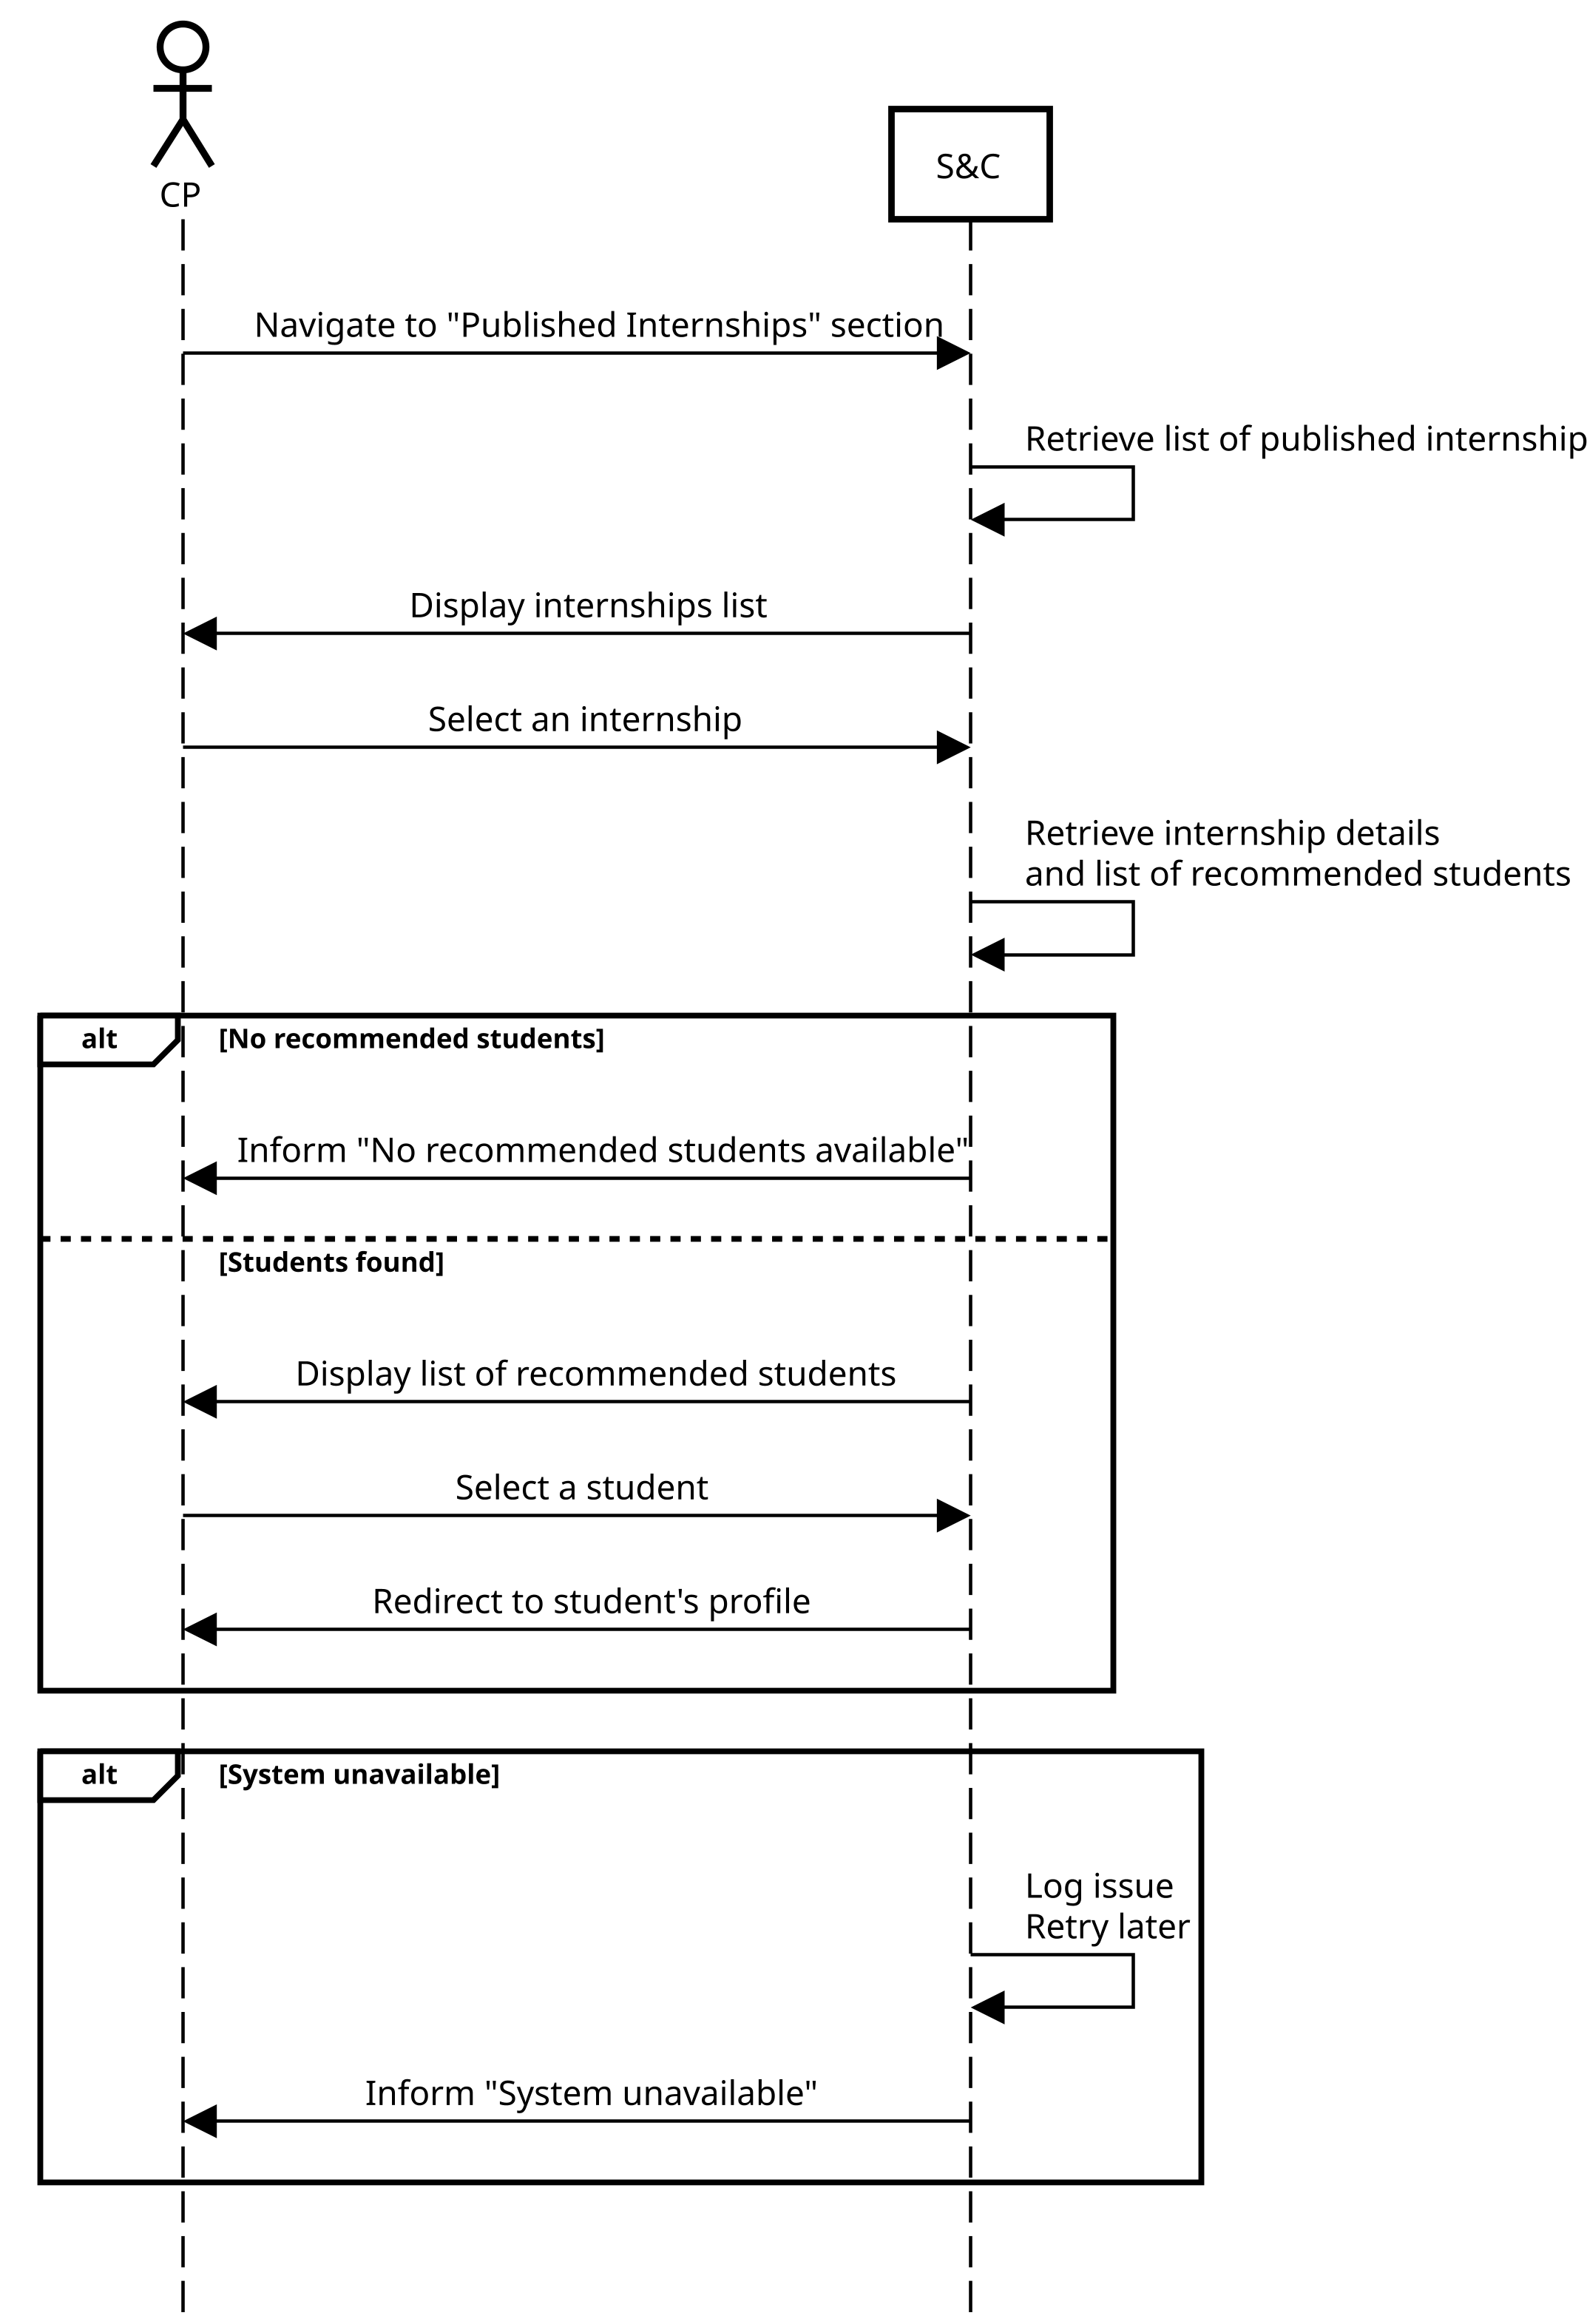 CP
S&C
Navigate to "Published Internships" section
Retrieve list of published internship
Display internships list
Select an internship
Retrieve internship details
and list of recommended students
alt
[No recommended students]
Inform "No recommended students available"
[Students found]
Display list of recommended students
Select a student
Redirect to student's profile
alt
[System unavailable]
Log issue
Retry later
Inform "System unavailable"